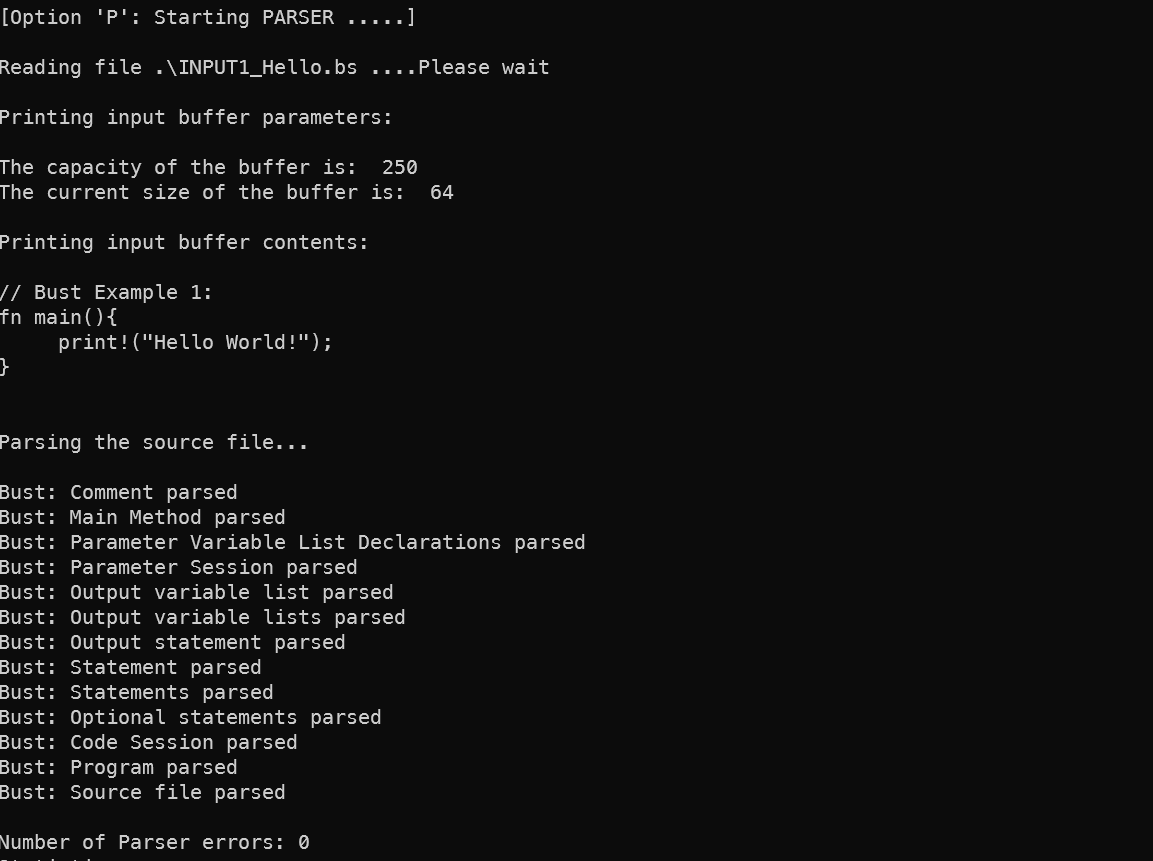 [Option 'P': Starting PARSER .....]
Reading file .\INPUT1_Hello.bs ....Please wait
Printing input buffer parameters:
The capacity of the buffer is:  250
The current size of the buffer is:  64
Printing input buffer contents:
// Bust Example 1:
fn main(){
     print!("Hello World!");
}
Parsing the source file...
Bust: Comment parsed
Bust: Main Method parsed
Bust: Parameter Variable List Declarations parsed
Bust: Parameter Session parsed
Bust: Output variable list parsed
Bust: Output variable lists parsed
Bust: Output statement parsed
Bust: Statement parsed
Bust: Statements parsed
Bust: Optional statements parsed
Bust: Code Session parsed
Bust: Program parsed
Bust: Source file parsed
Number of Parser errors: 0